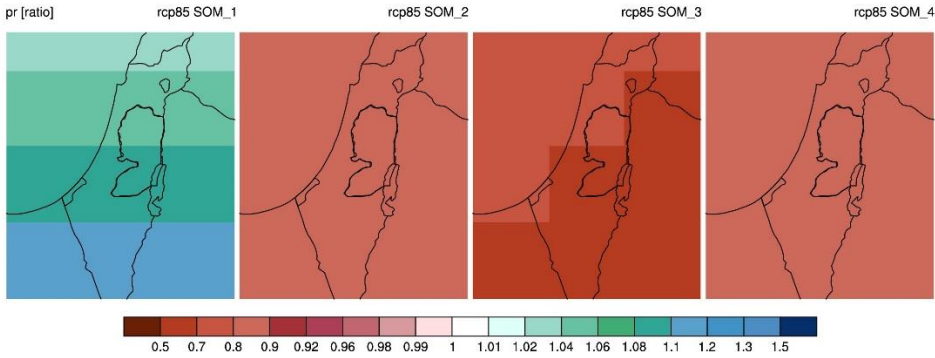 pr [ratio] rcp85 SOM_1 rcp85 SOM_2 rcp85 SOM_3 rcp85 SOM_4
0.5 0.7 0.8 0.9 0.92 0.96 0.98 0.99 1 1.01 1.02 1.04 1.06 1.08 1.1 1.2 1.3 1.5